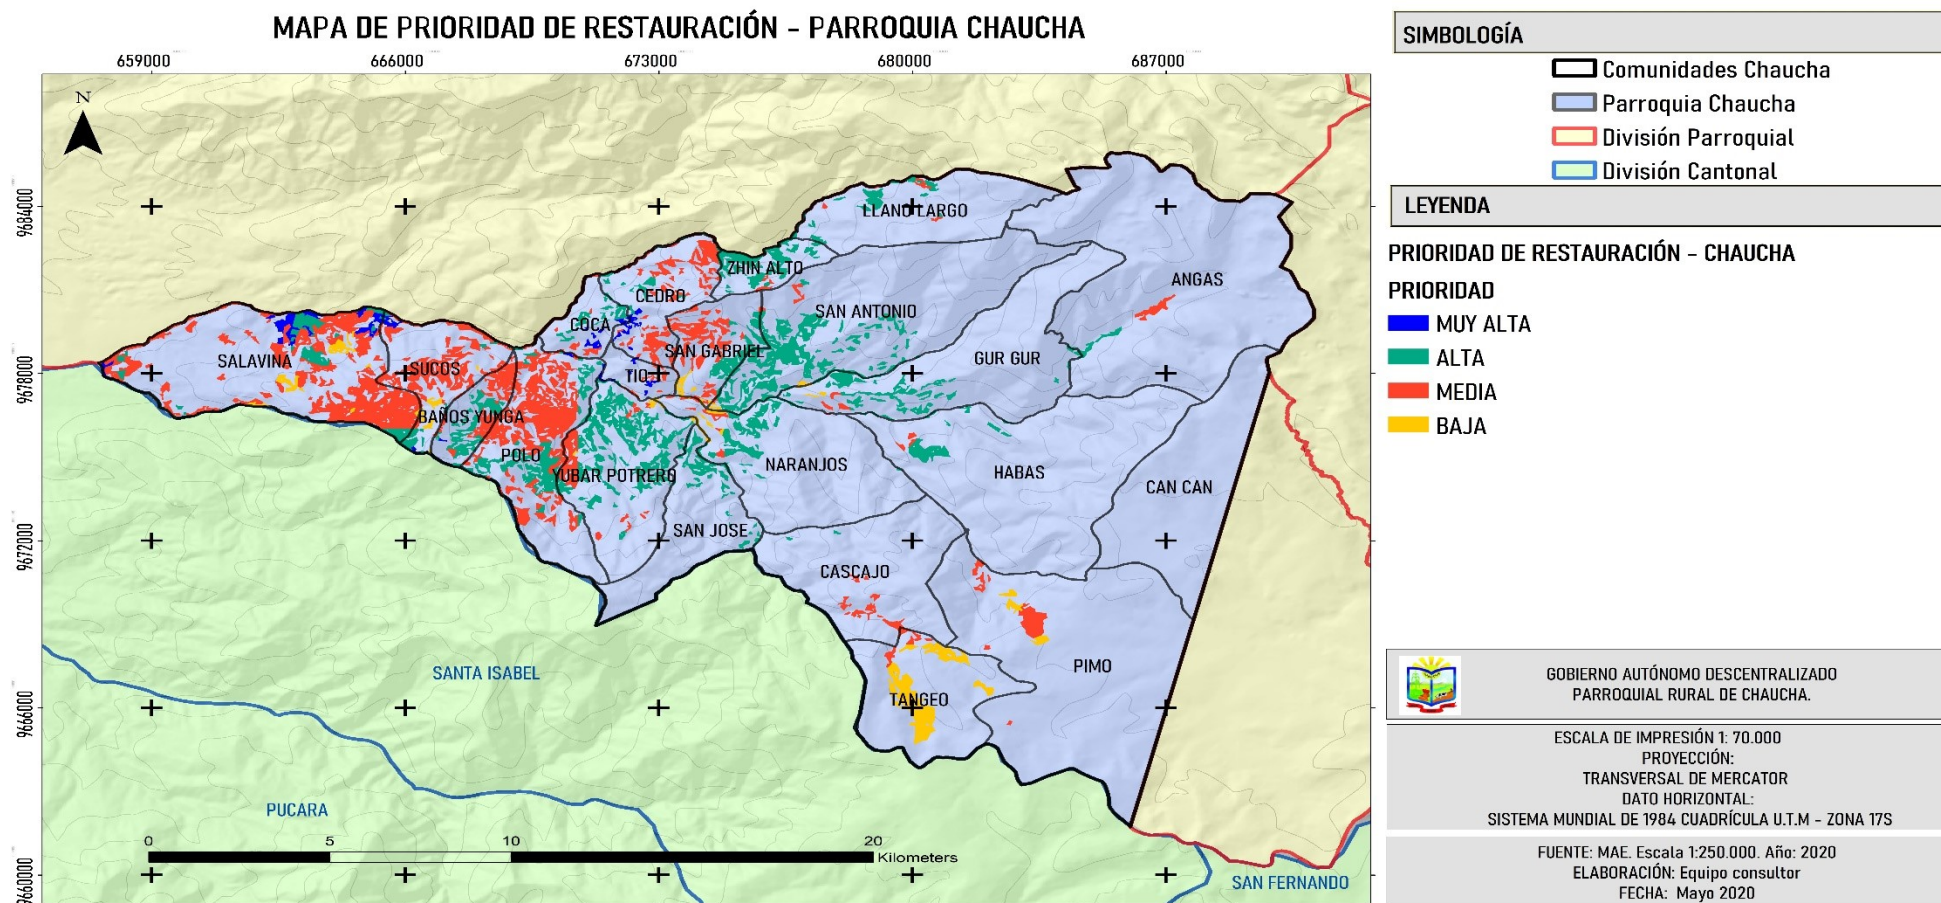 MAPA DE PRIORIDAD DE RESTAURACIÓN - PARROQUIA CHAUCHA
659000
666000
673000
680000
687000
N
9684000
9678000
9672000
9666000
9660000
LLANO LARGO
ZHIN ALTO
ANGAS
CEDRO
SAN ANTONIO
COCA
SAN GABRIEL
GUR GUR
SALAVINA
SUCOS
TIO
BAÑOS YUNGA
POLO
YUBAR POTRERO
NARANJOS
HABAS
CAN CAN
SAN JOSE
CASCAJO
PIMO
TANGEO
SANTA ISABEL
PUCARA
SAN FERNANDO
0
5
10
20
Kilometers
SIMBOLOGÍA
Comunidades Chaucha
Parroquia Chaucha
División Parroquial
División Cantonal
LEYENDA
PRIORIDAD DE RESTAURACIÓN - CHAUCHA
PRIORIDAD
MUY ALTA
ALTA
MEDIA
BAJA
GOBIERNO AUTÓNOMO DESCENTRALIZADO
PARROQUIAL RURAL DE CHAUCHA.
ESCALA DE IMPRESIÓN 1: 70.000
PROYECCIÓN:
TRANSVERSAL DE MERCATOR
DATO HORIZONTAL:
SISTEMA MUNDIAL DE 1984 CUADRÍCULA U.T.M - ZONA 17S
FUENTE: MAE. Escala 1:250.000. Año: 2020
ELABORACIÓN: Equipo consultor
FECHA: Mayo 2020